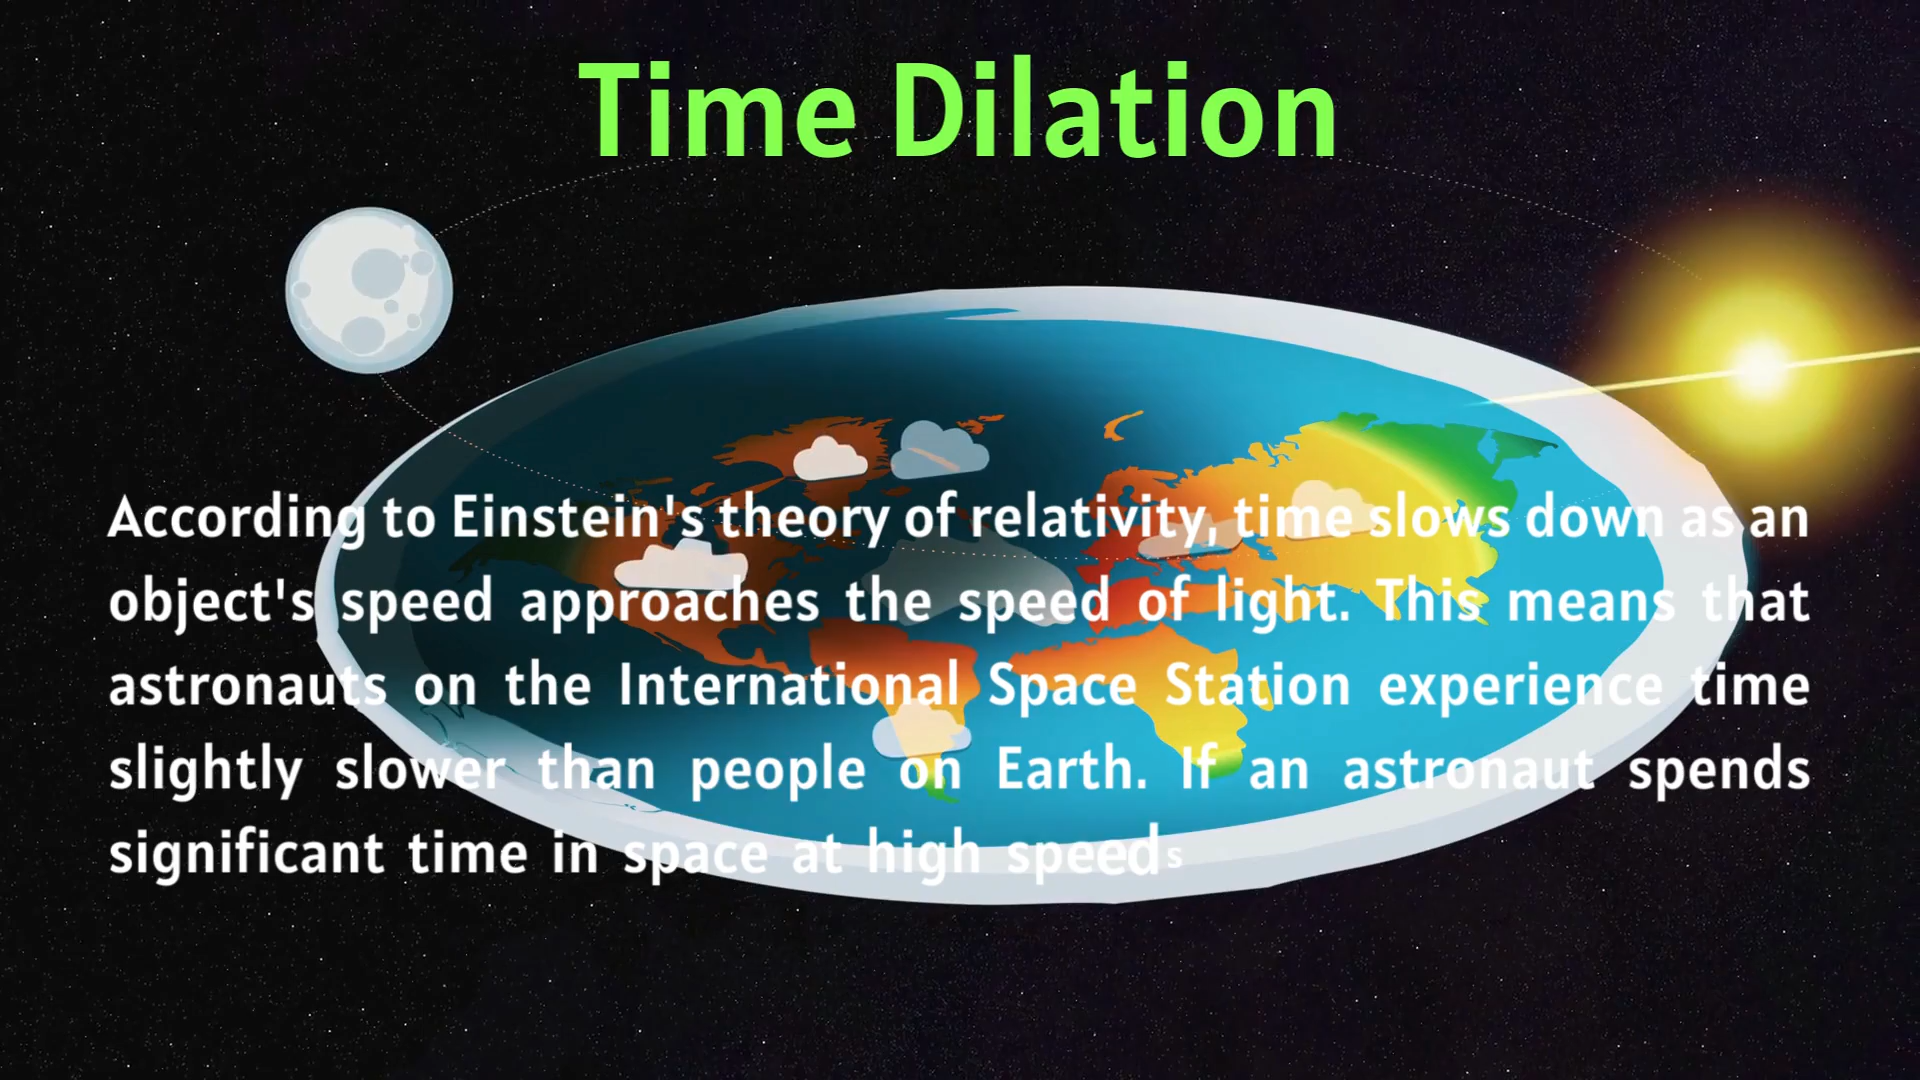 Time Dilation
According to Einstein's theory of relativity, time slows down as an
object's speed approaches the speed of light. This means that
astronauts on the International Space Station experience time
slightly slower than people on Earth. If an astronaut spends
significant time in space at high speeds